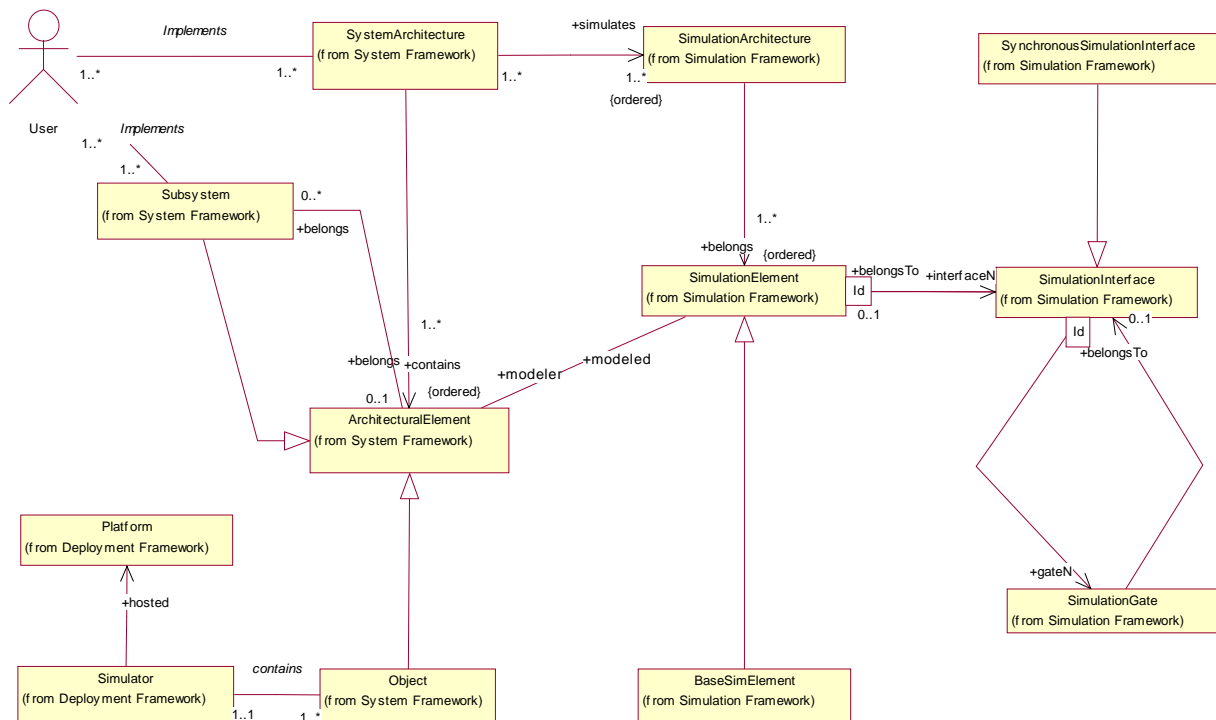 Implements
SystemArchitecture
(from System Framework)
+simulates
SimulationArchitecture
(from Simulation Framework)
SynchronousSimulationInterface
(from Simulation Framework)
1..*
1..*
1..*
1..*
{ordered}
User
Implements
1..*
1..*
Subsystem
(from System Framework)
0..*
+belongs
1..*
+belongs
{ordered}
SimulationElement
(from Simulation Framework)
Id
0..1
+belongsTo
+interfaceN
SimulationInterface
(from Simulation Framework)
Id
0..1
+belongsTo
1..*
+belongs
+contains
{ordered}
0..1
+modeler
+modeled
ArchitecturalElement
(from System Framework)
Platform
(from Deployment Framework)
+hosted
+gateN
SimulationGate
(from Simulation Framework)
Simulator
(from Deployment Framework)
contains
1..1
1..*
Object
(from System Framework)
BaseSimElement
(from Simulation Framework)